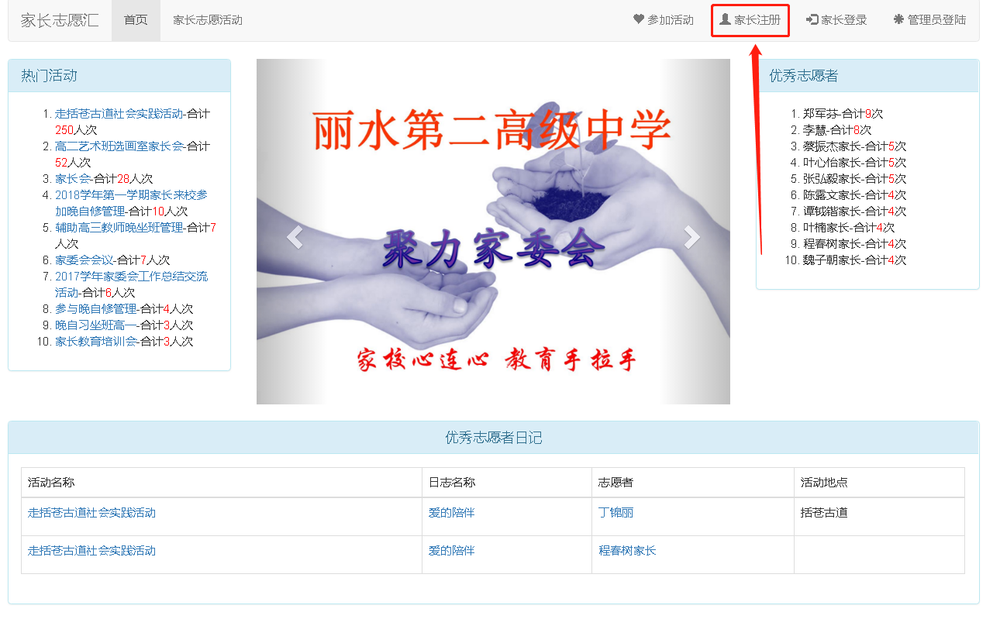 家长志愿汇
首页
家长志愿活动
参加活动
家长注册
家长登录
管理员登陆
热门活动
1. 走括苍古道社会实践活动-合计
250人次
2. 高二艺术班选画室家长会-合计
52人次
3. 家长会-合计28人次
4. 2018学年第一学期家长来校参
加晚自修管理-合计10人次
5. 辅助高三教师晚坐班管理-合计7
人次
6. 家委会会议-合计7人次
7. 2017学年家委会工作总结交流
活动-合计6人次
8. 参与晚自修管理-合计4人次
9. 晚自习坐班高一-合计3人次
10. 家长教育培训会-合计3人次
丽水第二高级中学
聚力家委会
家校心连心 教育手拉手
优秀志愿者
1. 郑军芬-合计9次
2. 李慧-合计8次
3. 蔡振杰家长-合计5次
4. 叶心怡家长-合计5次
5. 张弘毅家长-合计5次
6. 陈露文家长-合计4次
7. 谭钺锴家长-合计4次
8. 叶楠家长-合计4次
9. 程春树家长-合计4次
10. 魏子朝家长-合计4次
优秀志愿者日记
活动名称 日志名称 志愿者 活动地点
走括苍古道社会实践活动 爱的陪伴 丁锦丽 括苍古道
走括苍古道社会实践活动 爱的陪伴 程春树家长